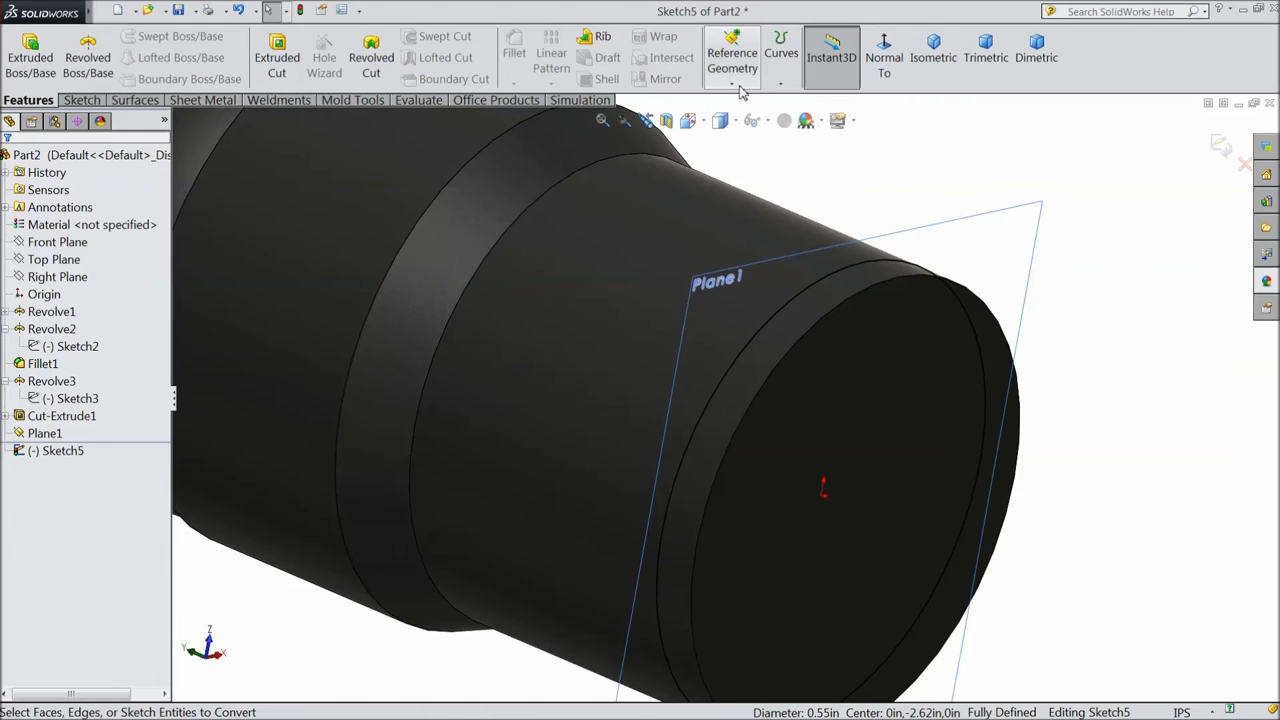 SOLIDWORKS
Sketch5 of Part2 *
Search SolidWorks Help
Extruded Boss/Base
Revolved Boss/Base
Swept Boss/Base
Lofted Boss/Base
Boundary Boss/Base
Extruded Cut
Hole Wizard
Revolved Cut
Swept Cut
Lofted Cut
Boundary Cut
Fillet
Linear Pattern
Rib
Draft
Shell
Wrap
Intersect
Mirror
Reference Geometry
Curves
Instant3D
Normal To
Isometric
Trimetric
Dimetric
Features Sketch Surfaces Sheet Metal Weldments Mold Tools Evaluate Office Products Simulation
Part2 (Default<<Default>_Dis
History
Sensors
Annotations
Material <not specified>
Front Plane
Top Plane
Right Plane
Origin
Revolve1
Revolve2
(-) Sketch2
Fillet1
Revolve3
(-) Sketch3
Cut-Extrude1
Plane1
(-) Sketch5
Plane1
Z
Y
X
Select Faces, Edges, or Sketch Entities to Convert
Diameter: 0.55in Center: 0in,-2.62in,0in Fully Defined Editing Sketch5 IPS